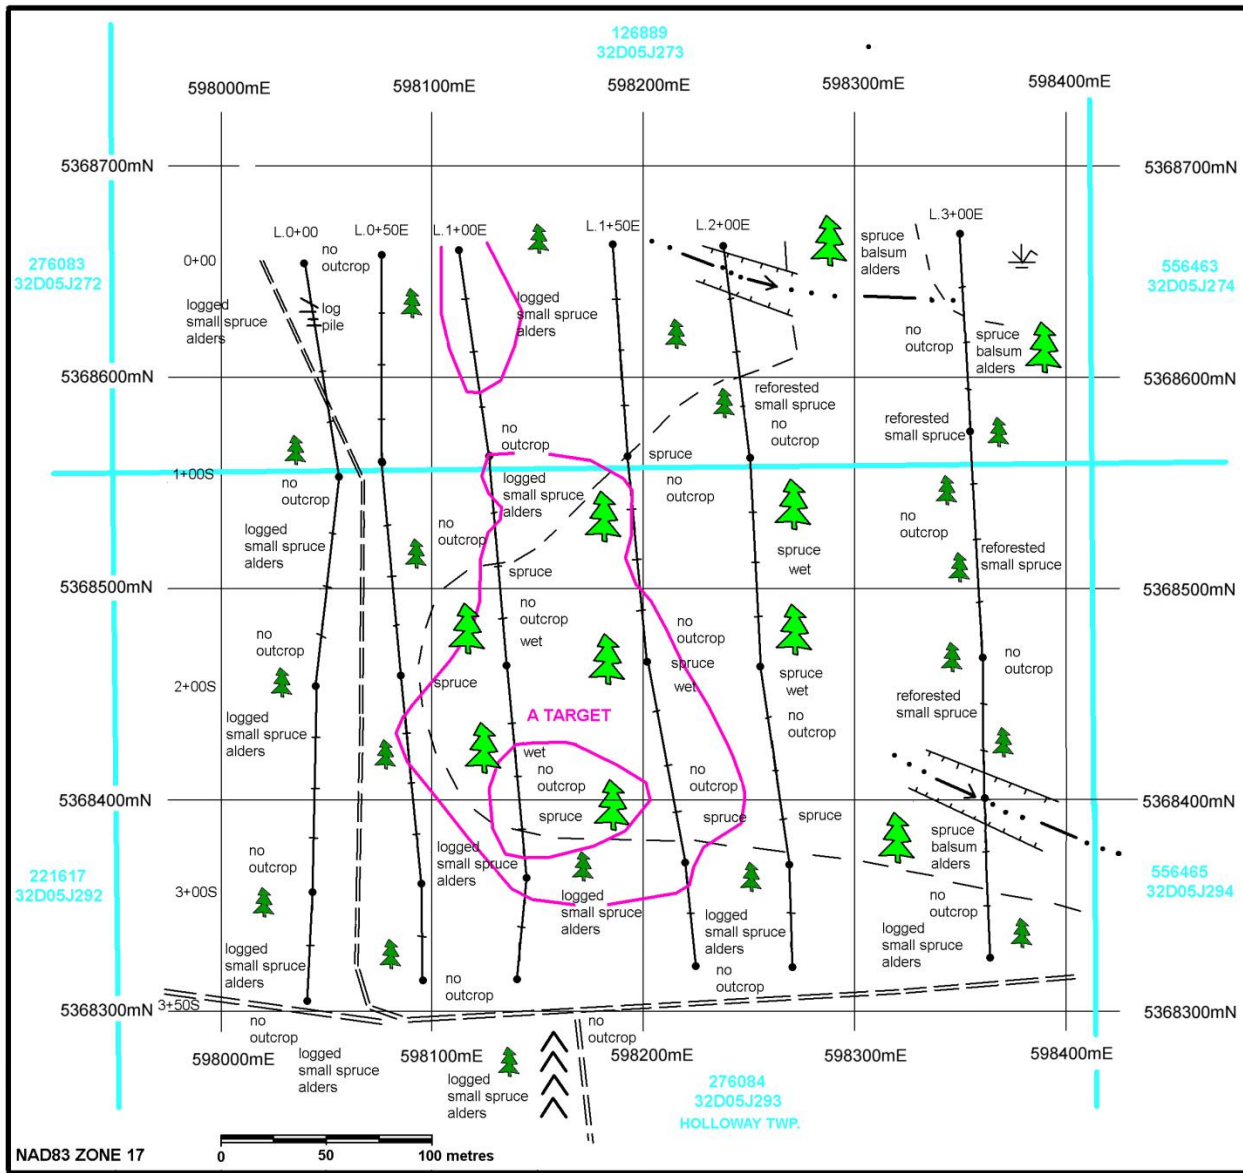 126889
32D05J273
598000mE
598100mE
598200mE
598300mE
598400mE
5368700mN
5368700mN
L.0+00
L.0+50E
L.1+00E
L.1+50E
L.2+00E
L.3+00E
0+00
no
outcrop
spruce
balsum
alders
276083
32D05J272
556463
32D05J274
logged
small spruce
alders
log
pile
logged
small spruce
alders
no
outcrop
spruce
balsum
alders
5368600mN
5368600mN
reforested
small spruce
no
outcrop
no
outcrop
reforested
small spruce
1+00S
no
outcrop
logged
small spruce
alders
spruce
no
outcrop
logged
small spruce
alders
no
outcrop
no
outcrop
spruce
wet
reforested
small spruce
spruce
5368500mN
5368500mN
no
outcrop
no
outcrop
wet
no
outcrop
spruce
wet
spruce
wet
no
outcrop
2+00S
spruce
reforested
small spruce
logged
small spruce
alders
A TARGET
no
outcrop
wet
no
outcrop
no
outcrop
5368400mN
5368400mN
spruce
spruce
spruce
spruce
balsum
alders
no
outcrop
logged
small spruce
alders
221617
32D05J292
556465
32D05J294
3+00S
logged
small spruce
alders
no
outcrop
logged
small spruce
alders
logged
small spruce
alders
logged
small spruce
alders
no
outcrop
no
outcrop
3+50S
5368300mN
5368300mN
no
outcrop
no
outcrop
598000mE
598100mE
598200mE
598300mE
598400mE
logged
small spruce
alders
logged
small spruce
alders
276084
32D05J293
HOLLOWAY TWP.
NAD83 ZONE 17
0
50
100 metres